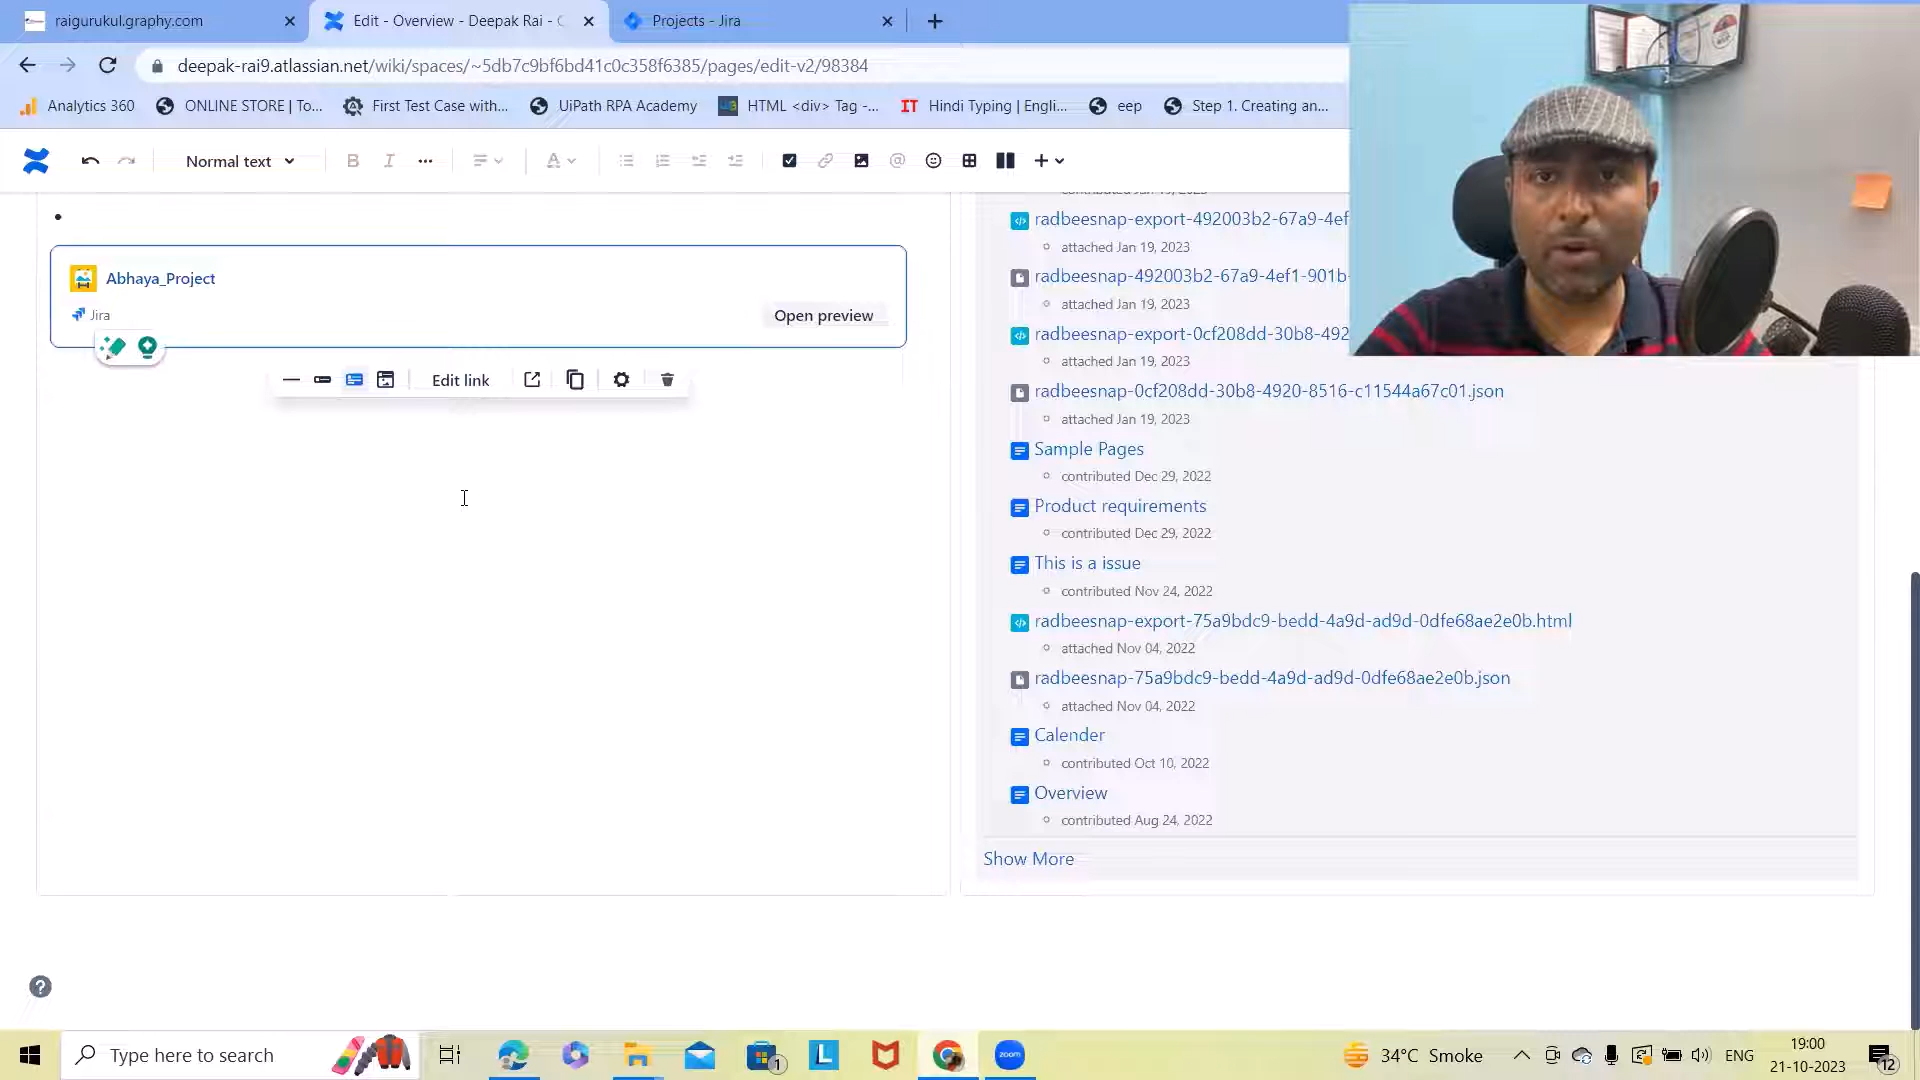 raigurukul.graphy.com
Edit - Overview - Deepak Rai - C
Projects - Jira
deepak-rai9.atlassian.net/wiki/spaces/~5db7c9bf6bd41c0c358f6385/pages/edit-v2/98384
Analytics 360
ONLINE STORE | To...
First Test Case with...
UiPath RPA Academy
HTML <div> Tag -...
IT Hindi Typing | Engli...
eep
Step 1. Creating an...
Normal text
B I A
Abhaya_Project
Jira
Open preview
Edit link
contributed Jan 19, 2023
radbeesnap-export-492003b2-67a9-4ef
attached Jan 19, 2023
radbeesnap-492003b2-67a9-4ef1-901b-
attached Jan 19, 2023
radbeesnap-export-0cf208dd-30b8-492
attached Jan 19, 2023
radbeesnap-0cf208dd-30b8-4920-8516-c11544a67c01.json
attached Jan 19, 2023
Sample Pages
contributed Dec 29, 2022
Product requirements
contributed Dec 29, 2022
This is a issue
contributed Nov 24, 2022
radbeesnap-export-75a9bdc9-bedd-4a9d-ad9d-0dfe68ae2e0b.html
attached Nov 04, 2022
radbeesnap-75a9bdc9-bedd-4a9d-ad9d-0dfe68ae2e0b.json
attached Nov 04, 2022
Calender
contributed Oct 10, 2022
Overview
contributed Aug 24, 2022
Show More
Type here to search
1
L
zoom
34°C Smoke
ENG
19:00
21-10-2023
12